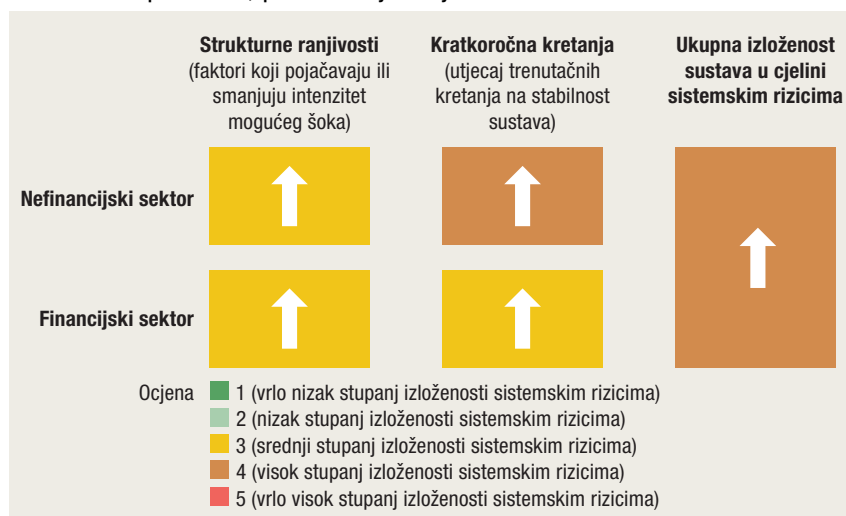 Strukturne ranjivosti
(faktori koji pojačavaju ili
smanjuju intenzitet
mogućeg šoka)
Kratkoročna kretanja
(utjecaj trenutačnih
kretanja na stabilnost
sustava)
Ukupna izloženost
sustava u cjelini
sistemskim rizicima
Nefinancijski sektor
Financijski sektor
Ocjena
1 (vrlo nizak stupanj izloženosti sistemskim rizicima)
2 (nizak stupanj izloženosti sistemskim rizicima)
3 (srednji stupanj izloženosti sistemskim rizicima)
4 (visok stupanj izloženosti sistemskim rizicima)
5 (vrlo visok stupanj izloženosti sistemskim rizicima)